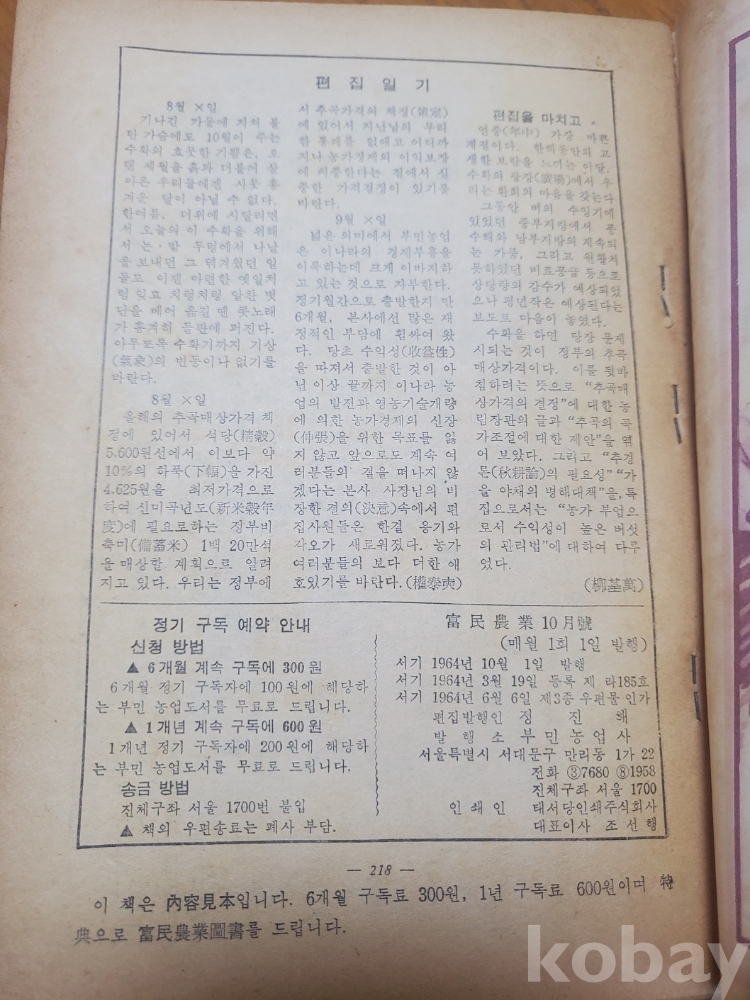 편 집 일 기
8월 ×일
기나긴 가뭄에 지쳐 불
탄 가슴에도 10월이 주는
수확의 흐뭇한 기쁨은, 오
랜 세월을 흙과 더불어 살
아온 우리들에겐 사뭇 흥
겨운 달이 아닐 수 없다.
한여름, 더위에 시달리면
서 오늘의 이 수확을 위해
서 논·밭 두렁에서 나날
을 보내던 그 역겨웠던 일
들도 이젠 아련한 옛일처
럼 잊고 치렁치렁 알찬 볏
단을 베어 옮길 땐 콧노래
가 흥겨히 들판에 퍼진다.
아무쪼록 수확기까지 기상
(氣象)의 변동이나 없기를
바란다.
8월 ×일
올해의 추곡매상가격 책
정에 있어서 식당(精穀)
5.600원선에서 이보다 약
10%의 하폭(下幅)을 가진
4.625원을 최저가격으로
하여 신미곡년도(新米穀年
度)에 필요로하는 정부비
축미(備蓄米) 1백 20만석
을 매상할 계획으로 알려
지고 있다. 우리는 정부에
서 추곡가격의 책정(策定)
에 있어서 지난날의 무리
한 통제를 없애고 어디까
지나 농가경제의 이익보장
에 치중한다는 점에서 신
중한 가격결정이 있기를
바란다.
9월 ×일
넓은 의미에서 부민농업
은 이나라의 경제부흥을
이룩하는데 크게 이바지하
고 있는 것으로 자부한다.
정기월간으로 출발한지 만
6개월, 본사에선 많은 재
정적인 부담에 휩싸여 왔
다. 당초 수익성(收益性)
을 따져서 출발한 것이 아
닌 이상 끝까지 이나라 농
업의 발진과 영농기술개량
에 의한 농가경제의 신장
(伸張)을 위한 목표를 잃
지 않고 앞으로도 계속 여
러분들의 곁을 떠나지 않
겠다는 본사 사장님의 비
장한 결의(決意)속에서 편
집사원들은 한결 용기와
각오가 새로워졌다. 농가
여러분들의 보다 더한 애
호있기를 바란다.(權泰奭)
편집을 마치고
연중(年中) 가장 바쁜
계절이다. 한해동안의 고
생한 보람을 느끼는 이달.
수확의 광장(廣場)에서 우
리는 환희의 마음을 갖는다
그동안 벼의 수잉기에
있었던 중부지방에서 풍
수해와 남부지방의 계속되
는 가뭄, 그리고 원활치
못하였던 비료공급 등으로
상당량의 감수가 예상되었
으나 평년작은 예상된다는
보도로 마음이 놓였다.
수확을 하면 당장 문제
시되는 것이 정부의 추곡
매상가격이다. 이를 뒷바
침하려는 뜻으로 “추곡매
상가격의 결정”에 대한 농
림장관의 글과 “추곡의 곡
가조절에 대한 제안”을 엮
어 보았다. 그리고 “추경
론(秋耕論)의 필요성” “가
을 야채의 병해대책”을, 특
집으로서는 “농가 부업으
로서 수익성이 높은 버섯
의 관리법”에 대하여 다루
었다.
(柳基萬)
정기 구독 예약 안내
신청 방법
▲ 6개월 계속 구독에 300원
6개월 정기 구독자에 100원에 해당하
는 부민 농업도서를 무료로 드립니다.
▲ 1개년 계속 구독에 600원
1개년 정기 구독자에 200원에 해당하
는 부민 농업도서를 무료로 드립니다.
송금 방법
진체구좌 서울 1700번 불입
▲ 책의 우편송료는 폐사 부담.
富民農業 10月號
(매월 1회 1일 발행)
서기 1964년 10월 1일 발행
서기 1964년 3월 19일 등록 제 라185호
서기 1964년 6월 6일 제3종 우편물 인가
편집발행인 정 진 해
발 행 소 부 민 농 업 사
서울특별시 서대문구 만리동 1가 22
전화 ③7680 ⑧1958
진체구좌 서울 1700
인 쇄 인 태서당인쇄주식회사
대표이사 조 선 행
— 218 —
이 책은 內容見本입니다. 6개월 구독료 300원, 1년 구독료 600원이며 特
典으로 富民農業圖書를 드립니다.
kobay